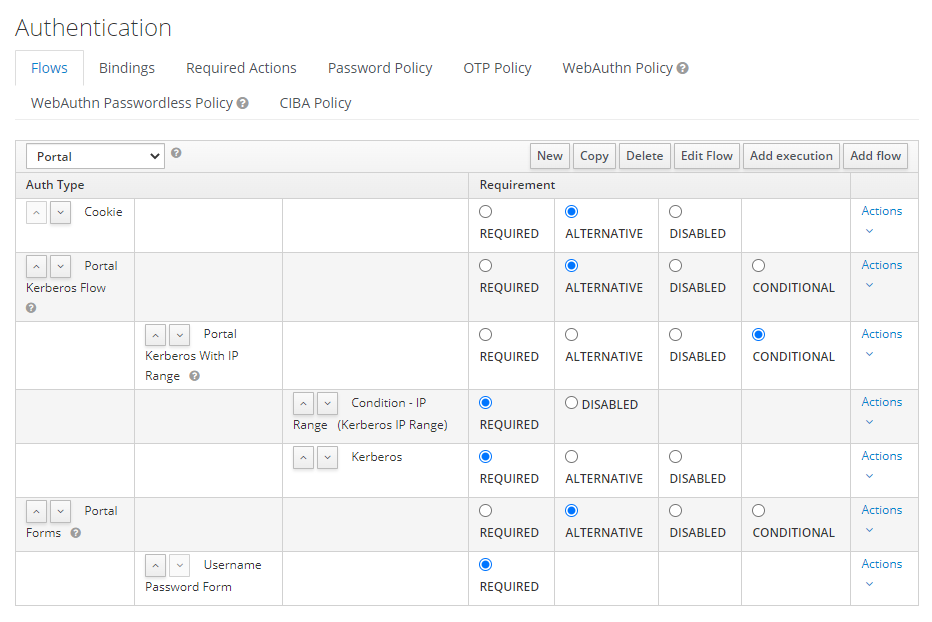 Authentication
Flows Bindings Required Actions Password Policy OTP Policy WebAuthn Policy ?
WebAuthn Passwordless Policy ? CIBA Policy
Portal ? New Copy Delete Edit Flow Add execution Add flow
Auth Type Requirement
Cookie Actions
REQUIRED ALTERNATIVE DISABLED
Portal Actions
Kerberos Flow REQUIRED ALTERNATIVE DISABLED CONDITIONAL
?
Portal Actions
Kerberos With IP REQUIRED ALTERNATIVE DISABLED CONDITIONAL
Range ?
Condition - IP DISABLED Actions
Range (Kerberos IP Range) REQUIRED
Kerberos Actions
REQUIRED ALTERNATIVE DISABLED
Portal Actions
Forms ? REQUIRED ALTERNATIVE DISABLED CONDITIONAL
Username Actions
Password Form REQUIRED